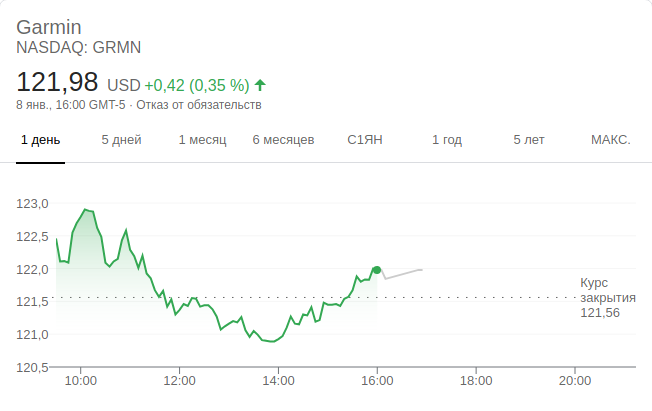 Garmin
NASDAQ: GRMN
121,98 USD +0,42 (0,35 %)
8 янв., 16:00 GMT-5 · Отказ от обязательств
1 день 5 дней 1 месяц 6 месяцев С1ЯН 1 год 5 лет МАКС.
123,0
122,5
122,0
121,5
121,0
120,5
Курс
закрытия
121,56
10:00 12:00 14:00 16:00 18:00 20:00